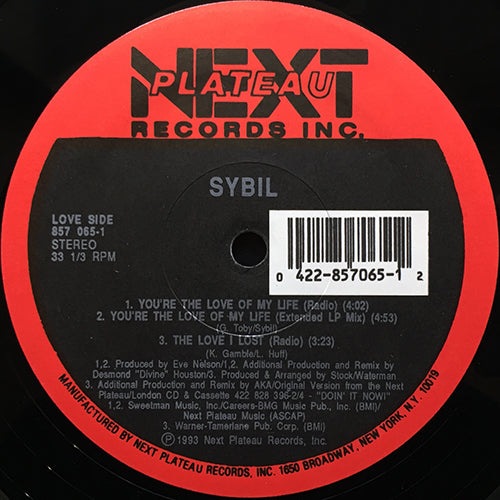 NEXT
PLATEAU
RECORDS INC.
SYBIL
LOVE SIDE
857 065-1
STEREO
33 1/3 RPM
0 422-857065-1 2
1. YOU'RE THE LOVE OF MY LIFE (Radio) (4:02)
2. YOU'RE THE LOVE OF MY LIFE (Extended LP Mix) (4:53)
(G. Toby/Sybil)
3. THE LOVE I LOST (Radio) (3:23)
(K. Gamble/L. Huff)
1,2. Produced by Eve Nelson/1,2. Additional Production and Remix by
Desmond "Divine" Houston/3. Produced & Arranged by Stock/Waterman
3. Additional Production and Remix by AKA/Original Version from the Next
Plateau/London CD & Cassette 422 828 396-2/4 - "DOIN' IT NOW!"
1,2. Sweetman Music, Inc./Careers-BMG Music Pub., Inc. (BMI)/
Next Plateau Music (ASCAP)
3. Warner-Tamerlane Pub. Corp. (BMI)
Ⓟ 1993 Next Plateau Records, Inc.
MANUFACTURED BY NEXT PLATEAU RECORDS, INC. 1650 BROADWAY, NEW YORK, N.Y. 10019